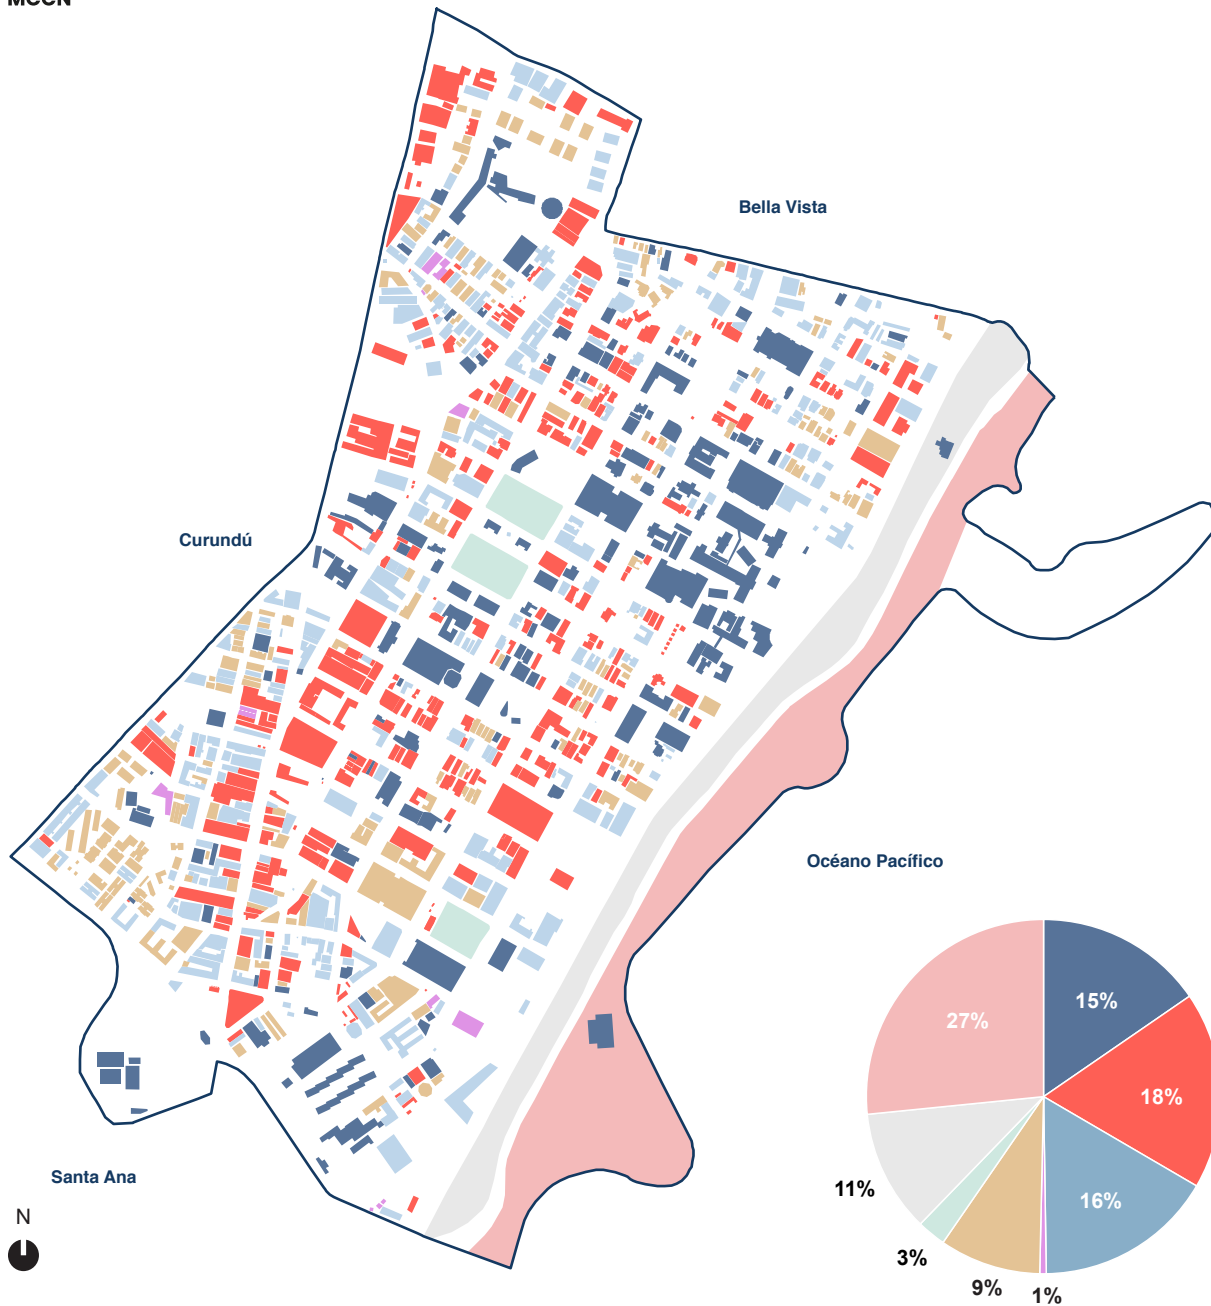 MCCN
Bella Vista
Curundú
Océano Pacífico
15%
27%
18%
Santa Ana
11%
16%
N
3%
9%
1%